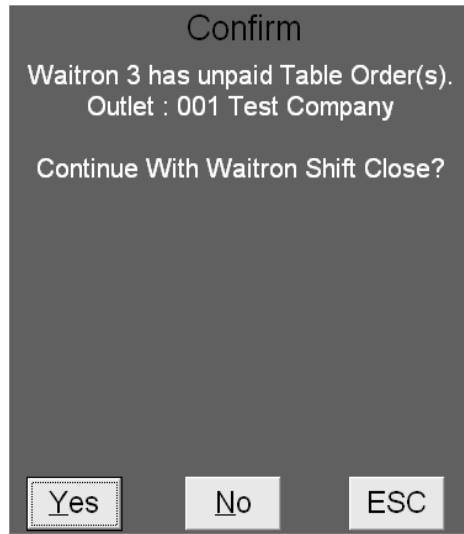 Confirm
Waitron 3 has unpaid Table Order(s).
Outlet : 001 Test Company
Continue With Waitron Shift Close?
Yes No ESC